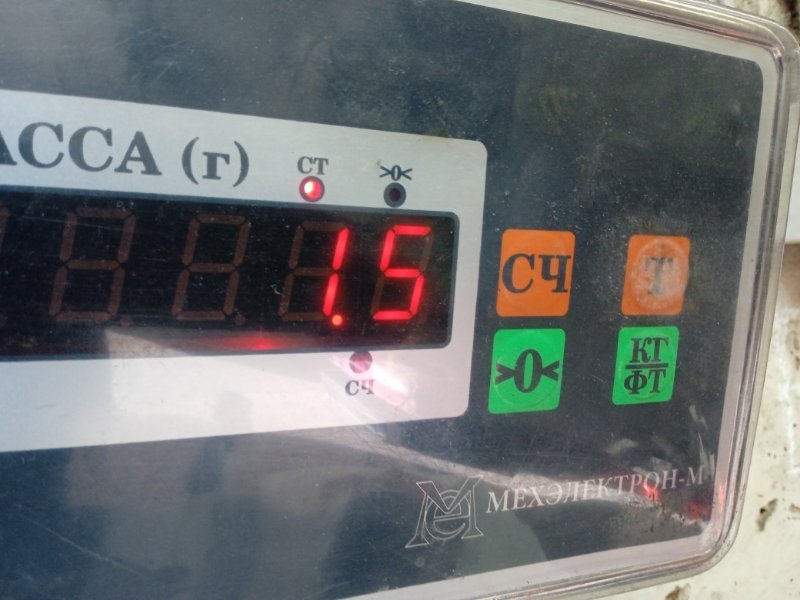 АССА (г)
СТ
>0<
1.5
СЧ
СЧ
Т
>0<
КГ
ФТ
МЕХЭЛЕКТРОН-М